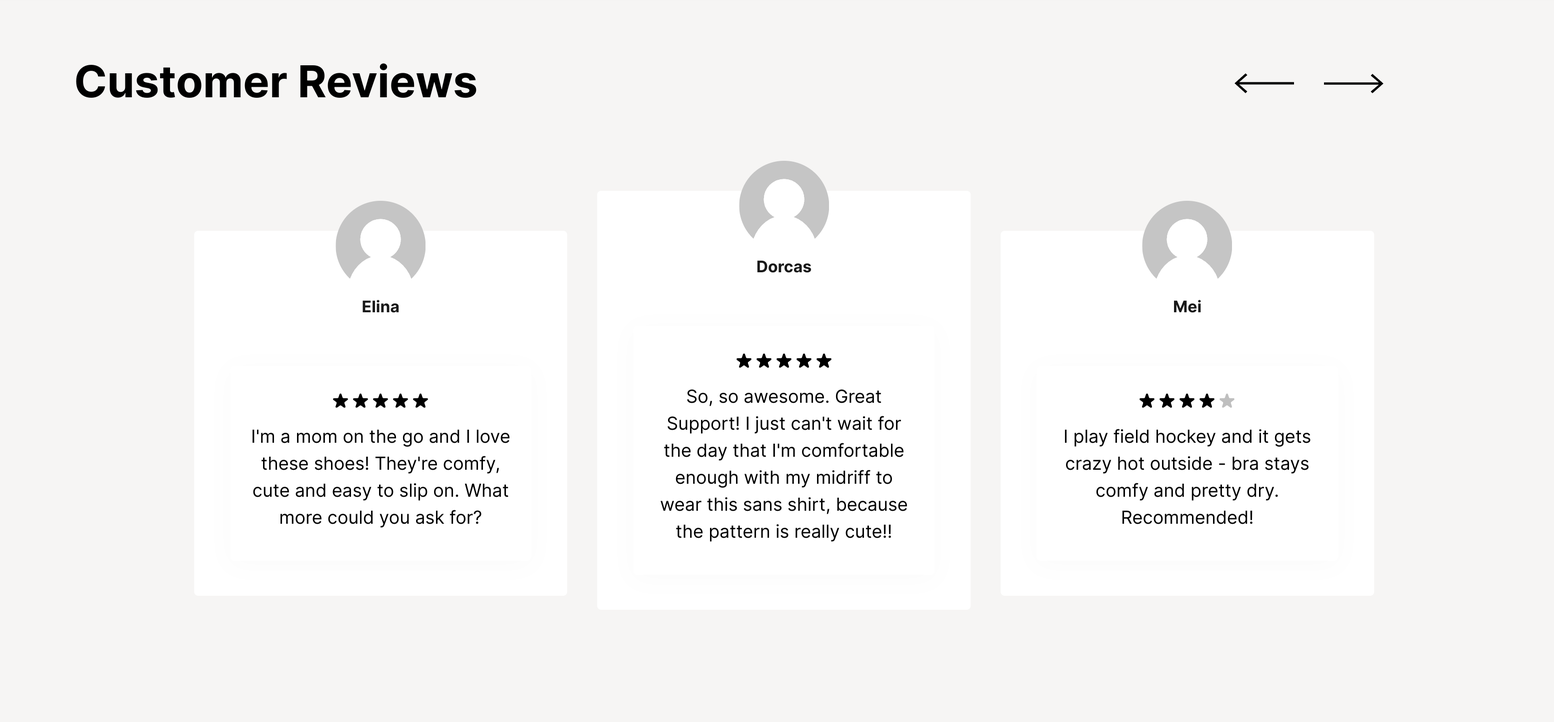 Customer Reviews
Elina
I'm a mom on the go and I love
these shoes! They're comfy,
cute and easy to slip on. What
more could you ask for?
Dorcas
So, so awesome. Great
Support! I just can't wait for
the day that I'm comfortable
enough with my midriff to
wear this sans shirt, because
the pattern is really cute!!
Mei
I play field hockey and it gets
crazy hot outside - bra stays
comfy and pretty dry.
Recommended!